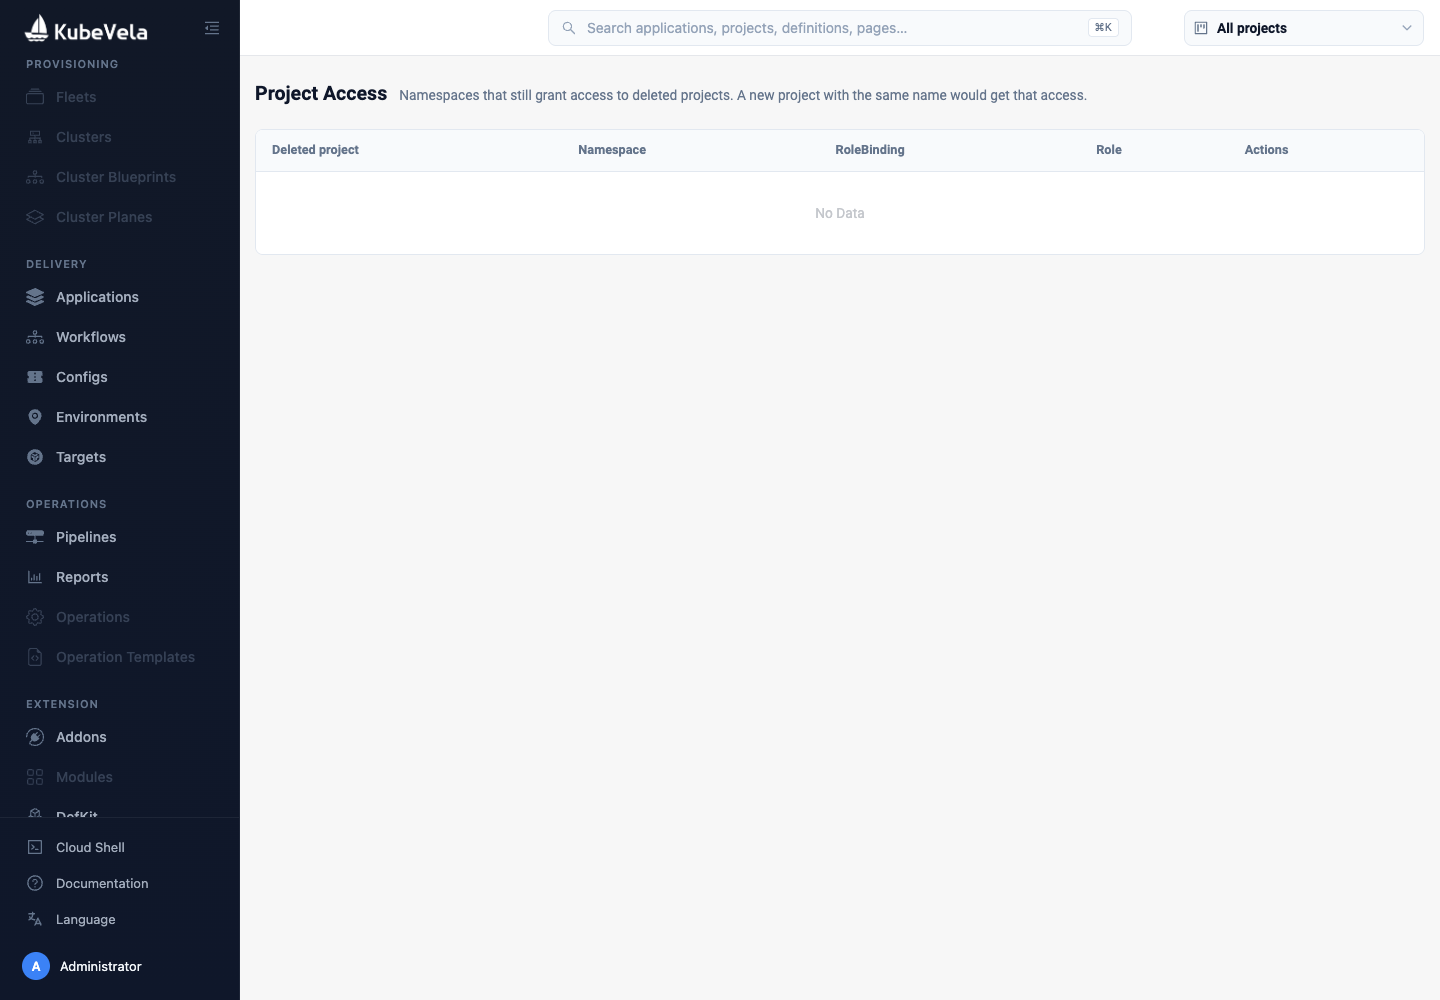 KubeVela
Search applications, projects, definitions, pages...
⌘K
All projects
PROVISIONING
Fleets
Clusters
Cluster Blueprints
Cluster Planes
DELIVERY
Applications
Workflows
Configs
Environments
Targets
OPERATIONS
Pipelines
Reports
Operations
Operation Templates
EXTENSION
Addons
Modules
DefKit
Cloud Shell
Documentation
Language
A Administrator
Project Access Namespaces that still grant access to deleted projects. A new project with the same name would get that access.
Deleted project Namespace RoleBinding Role Actions
No Data